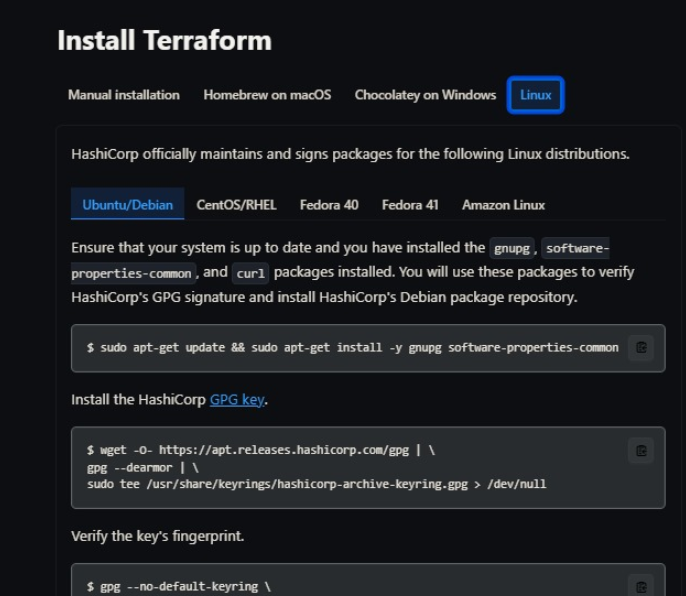 Install Terraform
Manual installation Homebrew on macOS Chocolatey on Windows Linux
HashiCorp officially maintains and signs packages for the following Linux distributions.
Ubuntu/Debian CentOS/RHEL Fedora 40 Fedora 41 Amazon Linux
Ensure that your system is up to date and you have installed the gnupg, software-
properties-common, and curl packages installed. You will use these packages to verify
HashiCorp's GPG signature and install HashiCorp's Debian package repository.
$ sudo apt-get update && sudo apt-get install -y gnupg software-properties-common
Install the HashiCorp GPG key.
$ wget -O- https://apt.releases.hashicorp.com/gpg | \
gpg --dearmor | \
sudo tee /usr/share/keyrings/hashicorp-archive-keyring.gpg > /dev/null
Verify the key's fingerprint.
$ gpg --no-default-keyring \